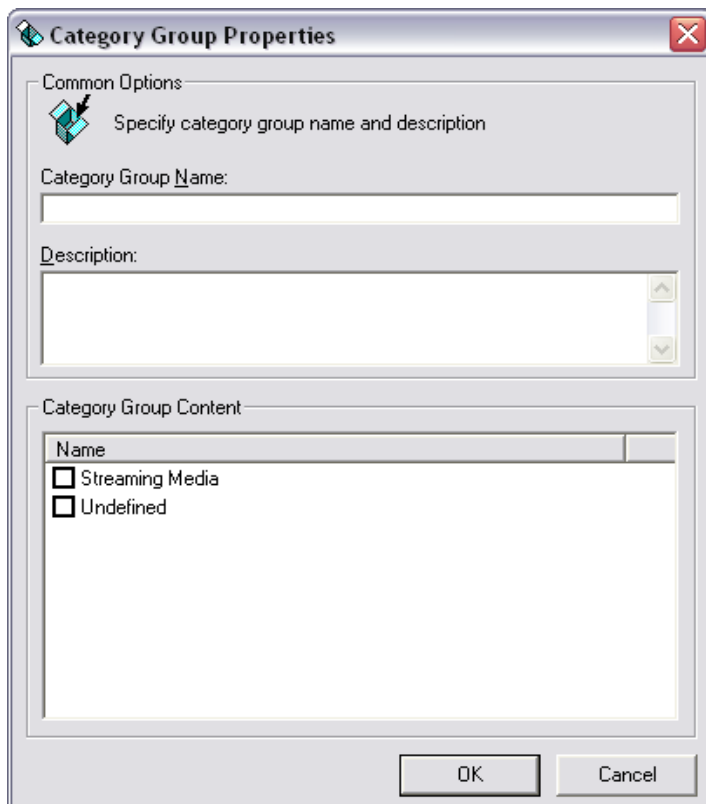 Category Group Properties
Common Options
Specify category group name and description
Category Group Name:
Description:
Category Group Content
Name
Streaming Media
Undefined
OK Cancel